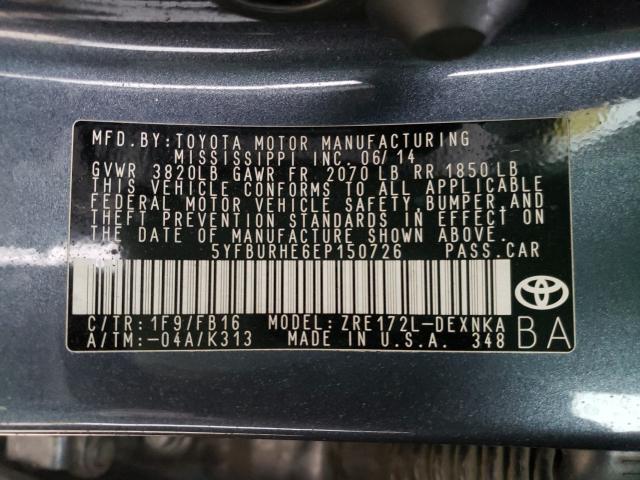 MFD. BY: TOYOTA MOTOR MANUFACTURING
MISSISSIPPI INC. 06/14
GVWR 3820LB GAWR FR 2070 LB RR 1850 LB
THIS VEHICLE CONFORMS TO ALL APPLICABLE
FEDERAL MOTOR VEHICLE SAFETY, BUMPER, AND
THEFT PREVENTION STANDARDS IN EFFECT ON
THE DATE OF MANUFACTURE SHOWN ABOVE.
5YFBURHE6EP150726 PASS. CAR
C/TR: 1F9/FB16 MODEL: ZRE172L-DEXNKA
A/TM: -04A/K313 MADE IN U.S.A. 348
BA